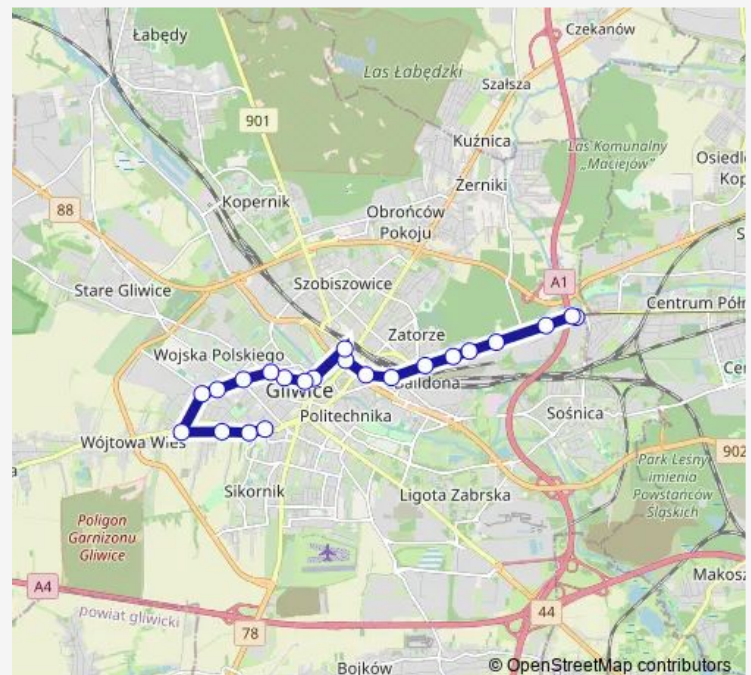 Łabędy
Czekanów
Las Łabędzki
Szałsza
901
Kuźnica
Las Komunalny
„Maciejów”
Osiedl
Kop
Żerniki
88
Kopernik
Obrońców
Pokoju
A1
Stare Gliwice
Szobiszowice
Centrum Półn
Zatorze
Wojska Polskiego
Gliwice
Baildona
Politechnika
Sośnica
Wójtowa Wieś
902
Park Leśny
imienia
Powstańców
Śląskich
Sikornik
Ligota Zabrska
Poligon
Garnizonu
Gliwice
Makosz
A4
powiat gliwicki
44
78
Bojków
© OpenStreetMap contributors